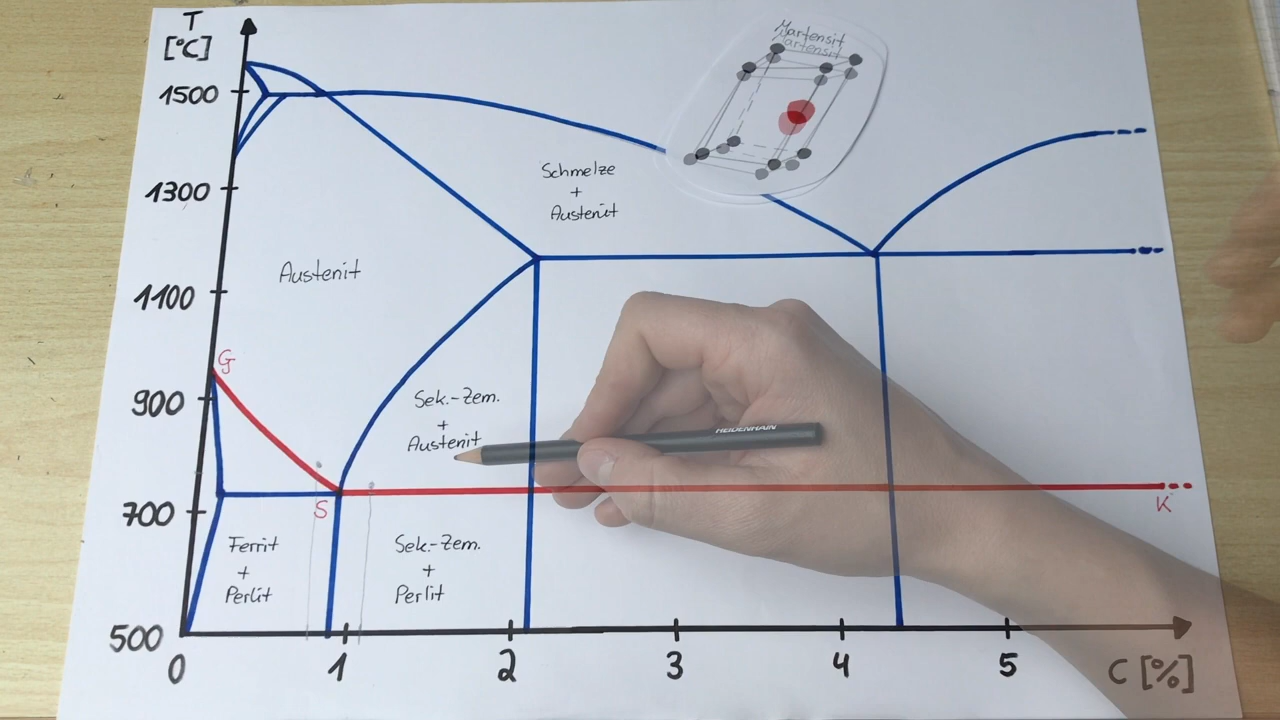 T
[°C]
1500
1300
1100
900
700
500
0
1
2
3
4
5
C [%]
Martensit
Martensit
Schmelze
+
Austenit
Austenit
G
Sek.-Zem.
+
Austenit
HEIDENHAIN
S
K
Ferrit
+
Perlit
Sek.-Zem.
+
Perlit